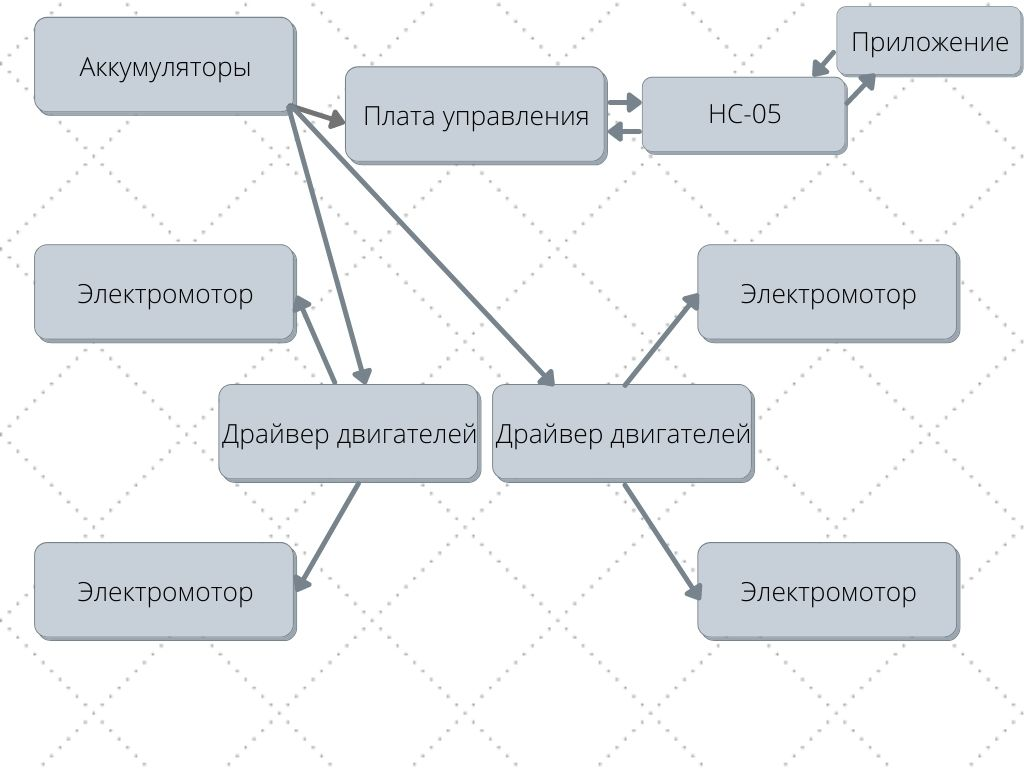 Аккумуляторы
Приложение
Плата управления
HC-05
Электромотор
Электромотор
Драйвер двигателей
Драйвер двигателей
Электромотор
Электромотор